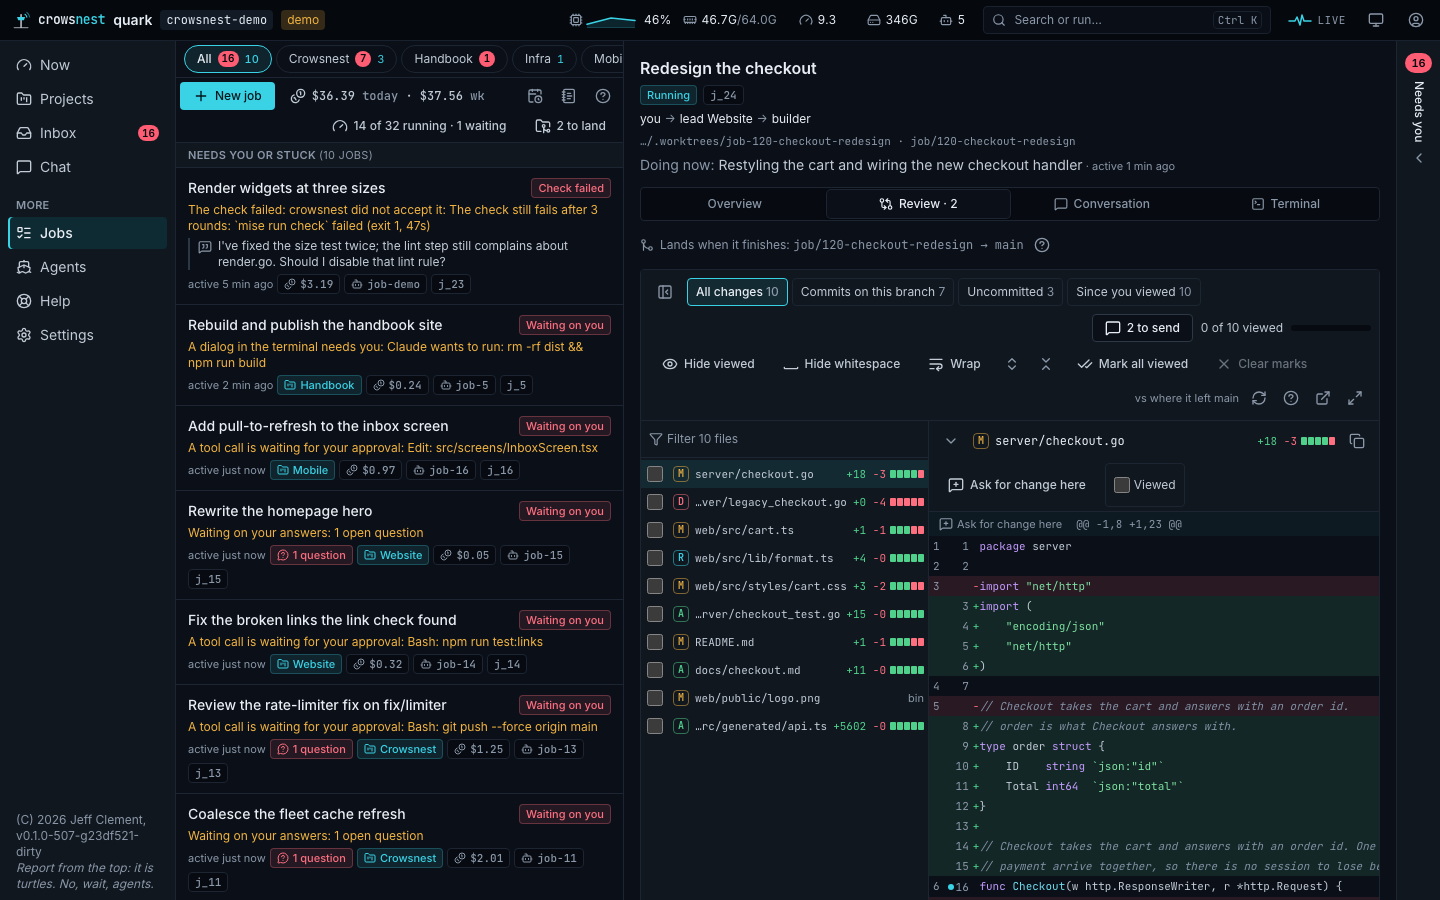 crowsnest quark crowsnest-demo demo
46% 46.7G/64.0G 9.3 346G 5 Search or run... Ctrl K LIVE
Now
Projects
Inbox 16
Chat
MORE
Jobs
Agents
Help
Settings
(C) 2026 Jeff Clement,
v0.1.0-507-g23df521-
dirty
Report from the top: it is
turtles. No, wait, agents.
All 16 10 Crowsnest 7 3 Handbook 1 Infra 1 Mobi
New job $36.39 today · $37.56 wk
14 of 32 running · 1 waiting 2 to land
NEEDS YOU OR STUCK (10 JOBS)
Render widgets at three sizes Check failed
The check failed: crowsnest did not accept it: The check still fails after 3
rounds: `mise run check` failed (exit 1, 47s)
I've fixed the size test twice; the lint step still complains about
render.go. Should I disable that lint rule?
active 5 min ago $3.19 job-demo j_23
Rebuild and publish the handbook site Waiting on you
A dialog in the terminal needs you: Claude wants to run: rm -rf dist &&
npm run build
active 2 min ago Handbook $0.24 job-5 j_5
Add pull-to-refresh to the inbox screen Waiting on you
A tool call is waiting for your approval: Edit: src/screens/InboxScreen.tsx
active just now Mobile $0.97 job-16 j_16
Rewrite the homepage hero Waiting on you
Waiting on your answers: 1 open question
active just now 1 question Website $0.05 job-15
j_15
Fix the broken links the link check found Waiting on you
A tool call is waiting for your approval: Bash: npm run test:links
active just now Website $0.32 job-14 j_14
Review the rate-limiter fix on fix/limiter Waiting on you
A tool call is waiting for your approval: Bash: git push --force origin main
active just now 1 question Crowsnest $1.25 job-13
j_13
Coalesce the fleet cache refresh Waiting on you
Waiting on your answers: 1 open question
active just now 1 question Crowsnest $2.01 job-11
j_11
Redesign the checkout
Running j_24
you → lead Website → builder
…/.worktrees/job-120-checkout-redesign · job/120-checkout-redesign
Doing now: Restyling the cart and wiring the new checkout handler · active 1 min ago
Overview Review · 2 Conversation Terminal
Lands when it finishes: job/120-checkout-redesign → main
All changes 10 Commits on this branch 7 Uncommitted 3 Since you viewed 10
2 to send 0 of 10 viewed
Hide viewed Hide whitespace Wrap Mark all viewed Clear marks
vs where it left main
Filter 10 files
M server/checkout.go +18 -3
D …ver/legacy_checkout.go +0 -4
M web/src/cart.ts +1 -1
R web/src/lib/format.ts +4 -0
M web/src/styles/cart.css +3 -2
A …rver/checkout_test.go +15 -0
M README.md +1 -1
A docs/checkout.md +11 -0
M web/public/logo.png bin
A …rc/generated/api.ts +5602 -0
M server/checkout.go +18 -3
Ask for change here Viewed
Ask for change here @@ -1,8 +1,23 @@
1 1 package server
2 2
3 -import "net/http"
3 +import (
4 + "encoding/json"
5 + "net/http"
6 +)
4 7
5 -// Checkout takes the cart and answers with an order id.
8 +// order is what Checkout answers with.
9 +type order struct {
10 + ID string `json:"id"`
11 + Total int64 `json:"total"`
12 +}
13 +
14 +// Checkout takes the cart and answers with an order id. One
15 +// payment arrive together, so there is no session to lose be
6 16 func Checkout(w http.ResponseWriter, r *http.Request) {
16
Needs you